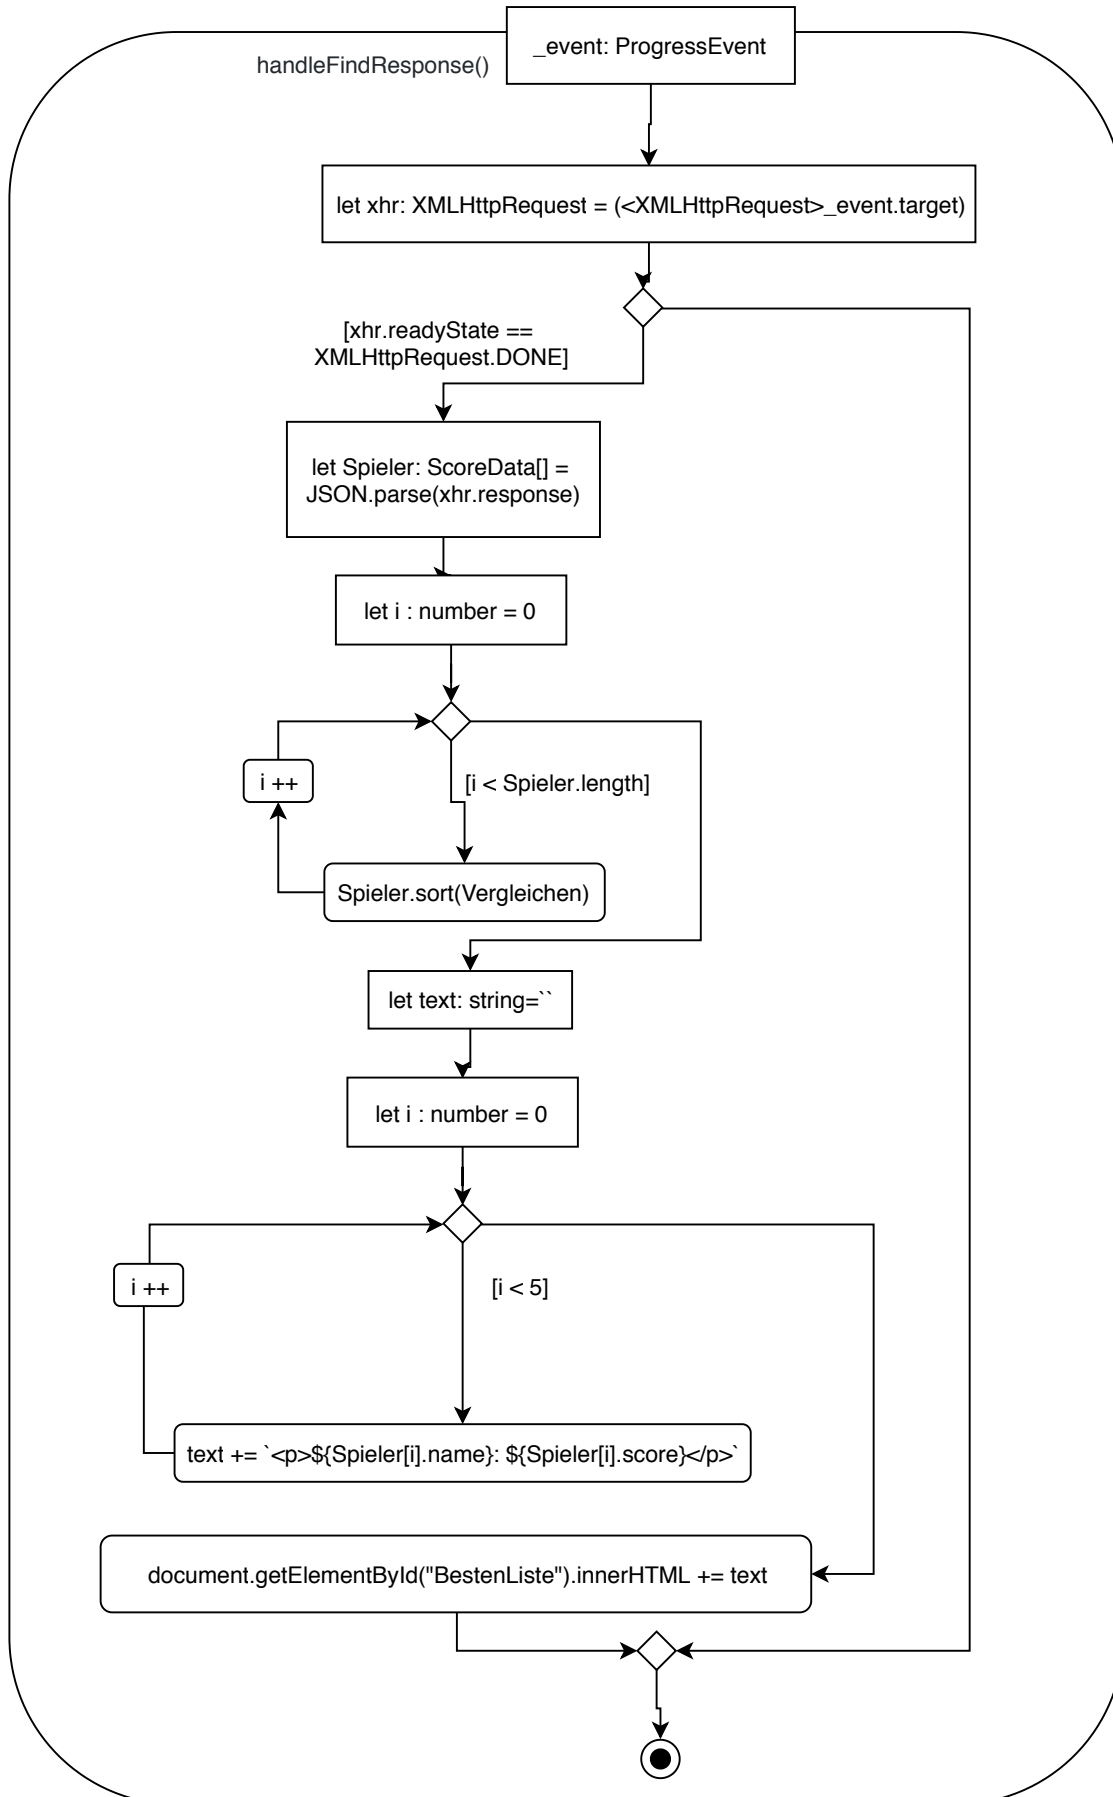 _event: ProgressEvent
handleFindResponse()
let xhr: XMLHttpRequest = (<XMLHttpRequest>_event.target)
[xhr.readyState ==
XMLHttpRequest.DONE]
let Spieler: ScoreData[] =
JSON.parse(xhr.response)
let i : number = 0
i ++
[i < Spieler.length]
Spieler.sort(Vergleichen)
let text: string=``
let i : number = 0
i ++
[i < 5]
text += `<p>${Spieler[i].name}: ${Spieler[i].score}</p>`
document.getElementById("BestenListe").innerHTML += text